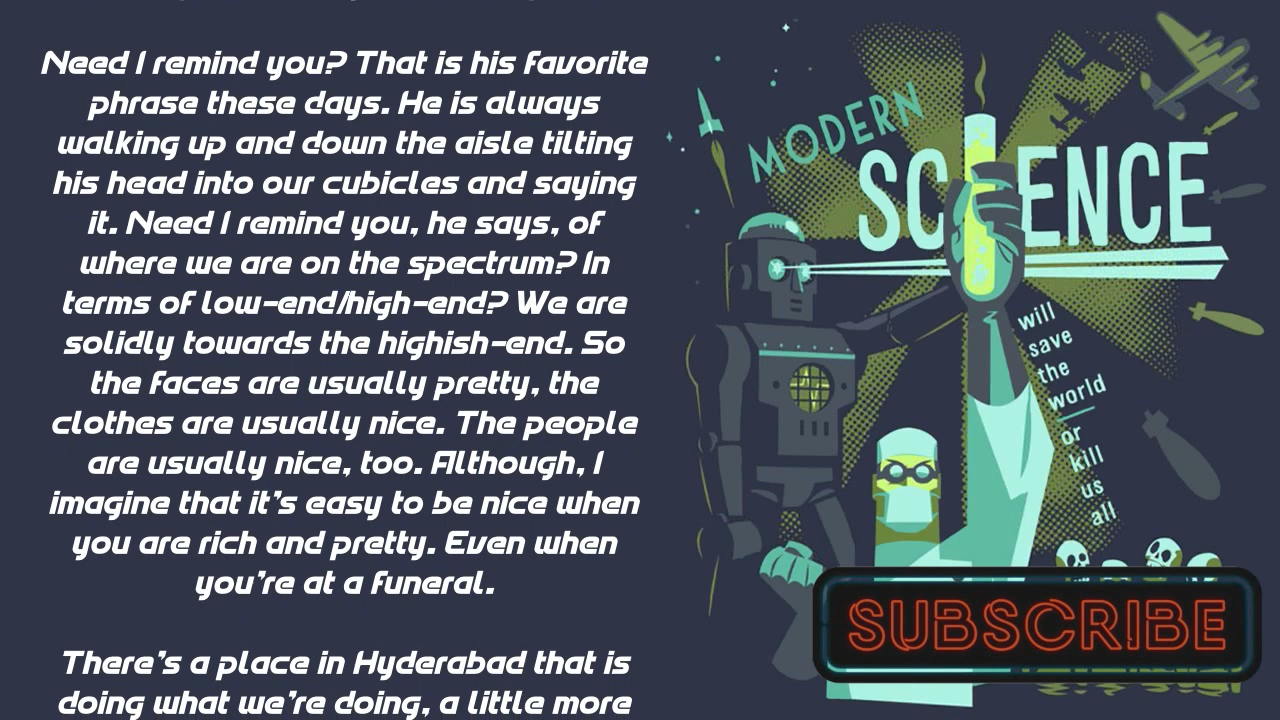 Need I remind you? That is his favorite
phrase these days. He is always
walking up and down the aisle tilting
his head into our cubicles and saying
it. Need I remind you, he says, of
where we are on the spectrum? In
terms of low-end/high-end? We are
solidly towards the highish-end. So
the faces are usually pretty, the
clothes are usually nice. The people
are usually nice, too. Although, I
imagine that it's easy to be nice when
you are rich and pretty. Even when
you're at a funeral.
There's a place in Hyderabad that is
doing what we're doing, a little more
MODERN
SCIENCE
will
save
the
world
or
kill
us
all
SUBSCRIBE